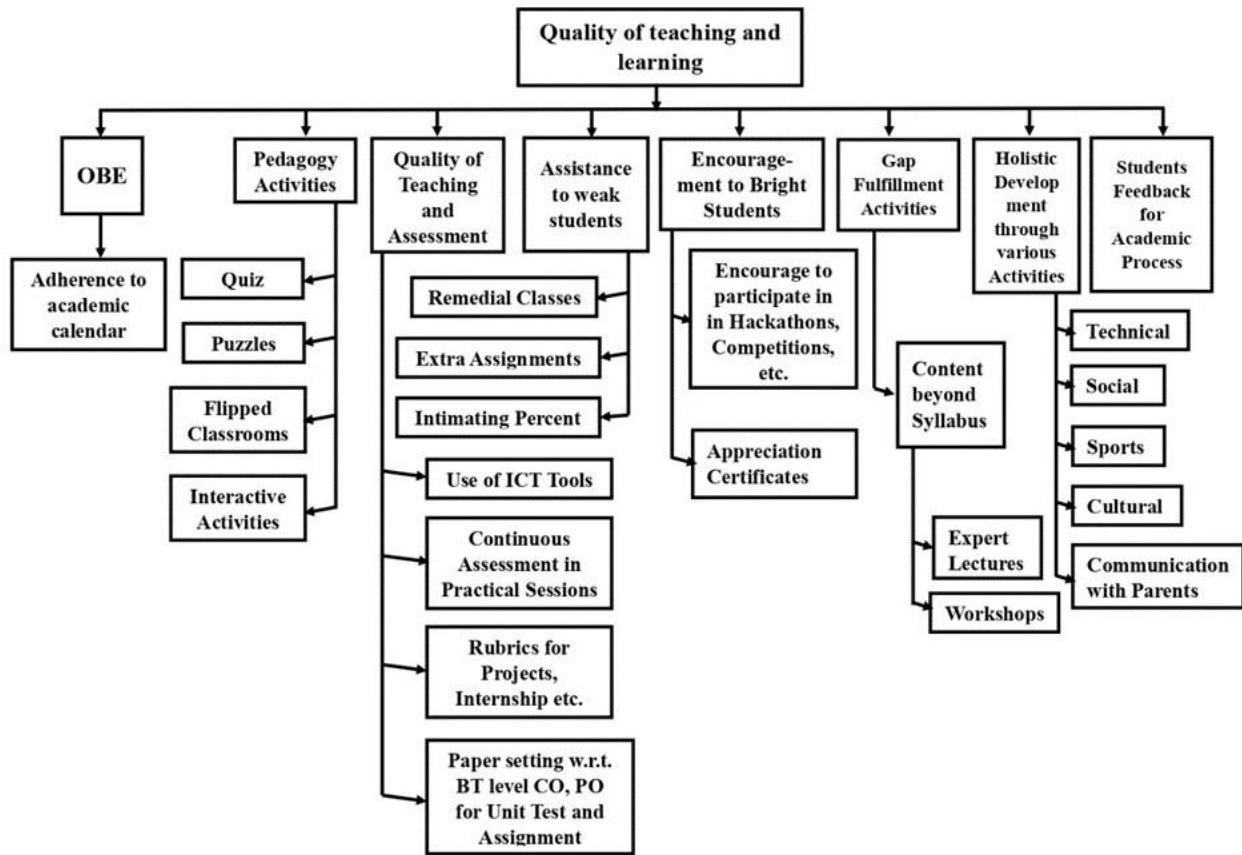 Quality of teaching and
learning
OBE
Adherence to
academic
calendar
Pedagogy
Activities
Quiz
Puzzles
Flipped
Classrooms
Interactive
Activities
Quality of
Teaching
and
Assessment
Use of ICT Tools
Continuous
Assessment in
Practical Sessions
Rubrics for
Projects,
Internship etc.
Paper setting w.r.t.
BT level CO, PO
for Unit Test and
Assignment
Assistance
to weak
students
Remedial Classes
Extra Assignments
Intimating Percent
Encourage-
ment to Bright
Students
Encourage to
participate in
in Hackathons,
Competitions,
etc.
Appreciation
Certificates
Gap
Fulfillment
Activities
Content
beyond
Syllabus
Expert
Lectures
Workshops
Holistic
Develop
ment
through
various
Activities
Technical
Social
Sports
Cultural
Communication
with Parents
Students
Feedback
for
Academic
Process